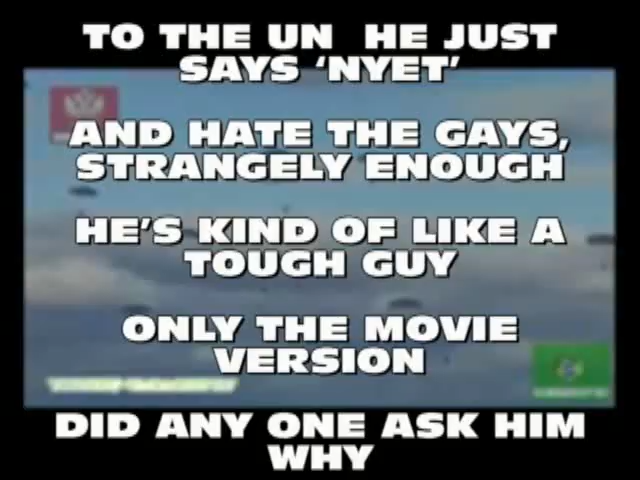 TO THE UN HE JUST
SAYS ‘NYET’
AND HATE THE GAYS,
STRANGELY ENOUGH
HE’S KIND OF LIKE A
TOUGH GUY
ONLY THE MOVIE
VERSION
DID ANY ONE ASK HIM
WHY